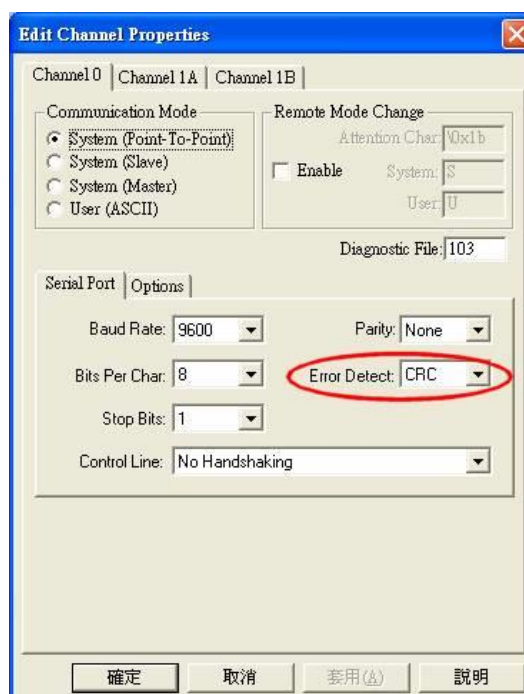 Edit Channel Properties
Channel 0 Channel 1A Channel 1B
Communication Mode
System (Point-To-Point)
System (Slave)
System (Master)
User (ASCII)
Remote Mode Change
Attention Char: \0x1b
Enable System: S
User: U
Diagnostic File: 103
Serial Port Options
Baud Rate: 9600 Parity: None
Bits Per Char: 8 Error Detect: CRC
Stop Bits: 1
Control Line: No Handshaking
確定 取消 套用(A) 說明